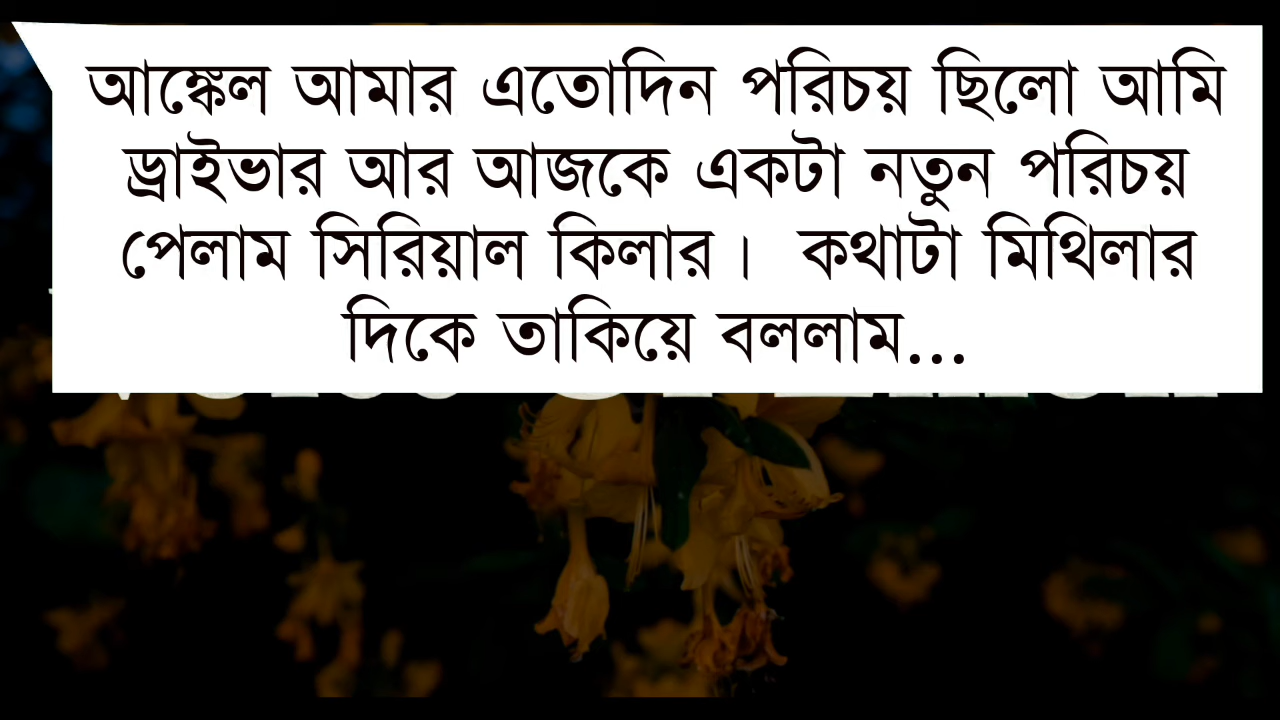 আঙ্কেল আমার এতোদিন পরিচয় ছিলো আমি
ড্রাইভার আর আজকে একটা নতুন পরিচয়
পেলাম সিরিয়াল কিলার। কথাটা মিথিলার
দিকে তাকিয়ে বললাম...